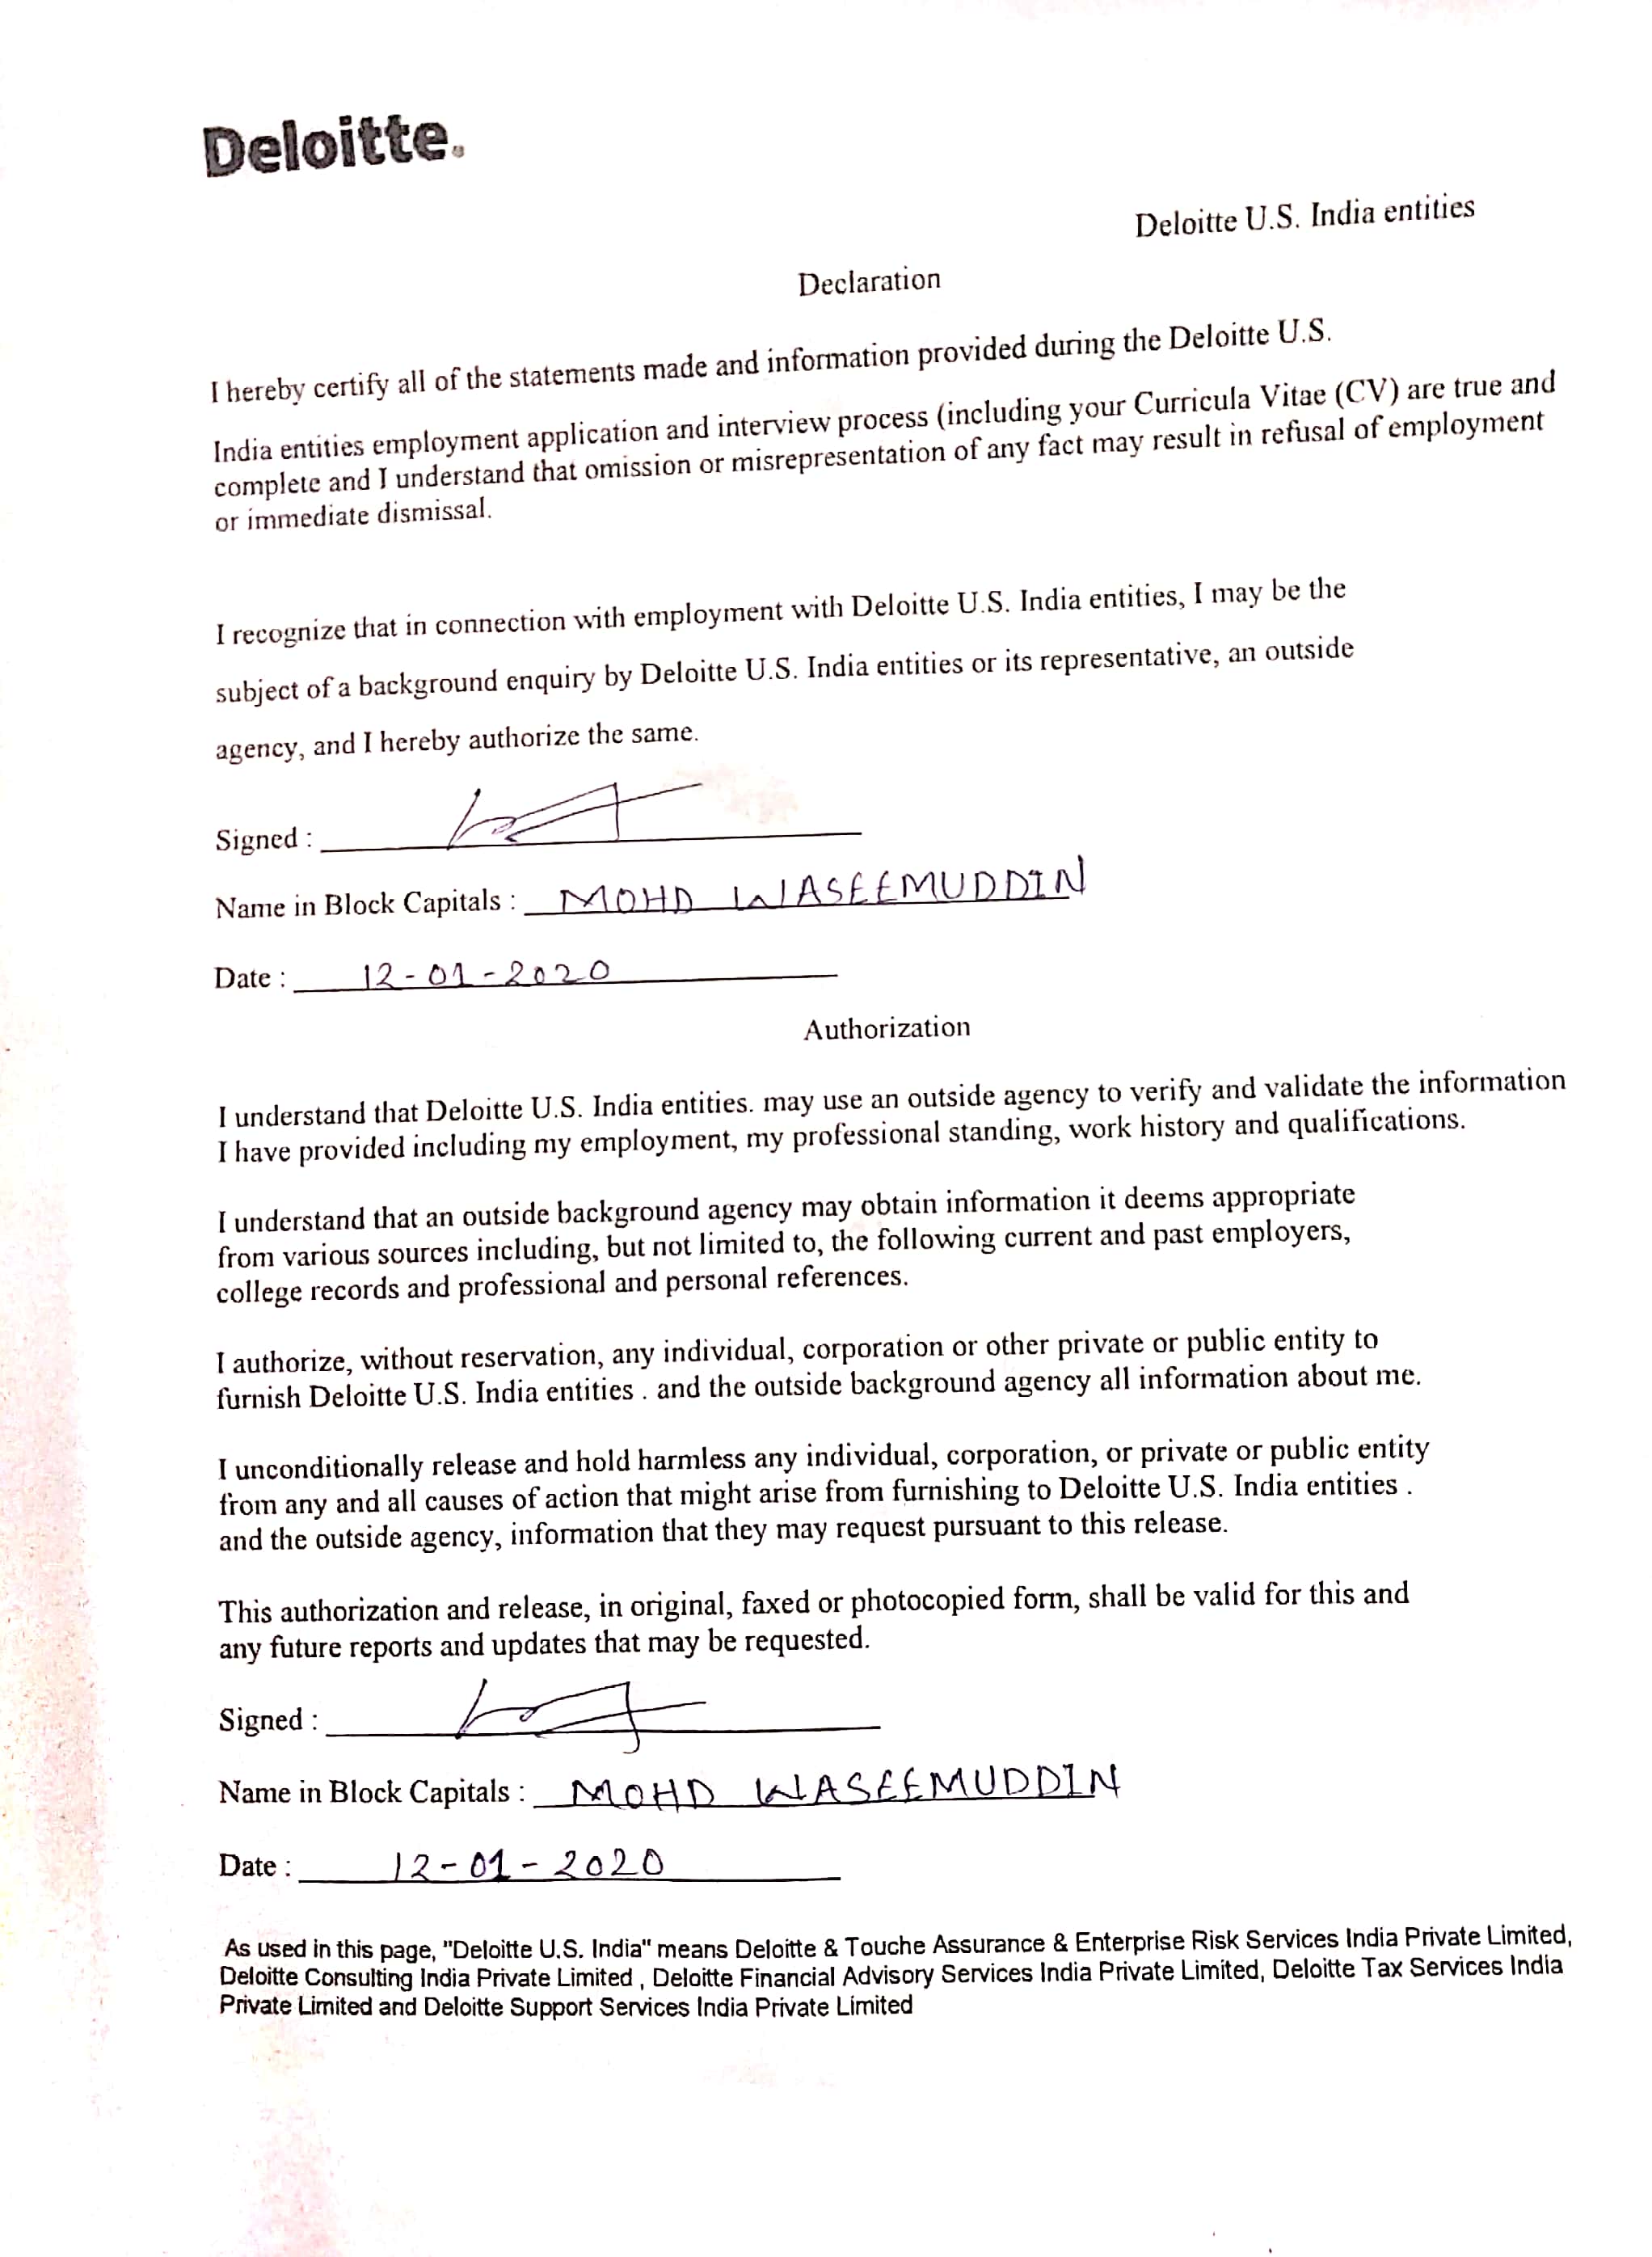 Deloitte.
Deloitte U.S. India entities
Declaration
I hereby certify all of the statements made and information provided during the Deloitte U.S.
India entities employment application and interview process (including your Curricula Vitae (CV) are true and
complete and I understand that omission or misrepresentation of any fact may result in refusal of employment
or immediate dismissal.
I recognize that in connection with employment with Deloitte U.S. India entities, I may be the
subject of a background enquiry by Deloitte U.S. India entities or its representative, an outside
agency, and I hereby authorize the same.
Signed :
Name in Block Capitals : MOHD WASEEMUDDIN
Date : 12-01-2020
Authorization
I understand that Deloitte U.S. India entities. may use an outside agency to verify and validate the information
I have provided including my employment, my professional standing, work history and qualifications.
I understand that an outside background agency may obtain information it deems appropriate
from various sources including, but not limited to, the following current and past employers,
college records and professional and personal references.
I authorize, without reservation, any individual, corporation or other private or public entity to
furnish Deloitte U.S. India entities . and the outside background agency all information about me.
I unconditionally release and hold harmless any individual, corporation, or private or public entity
from any and all causes of action that might arise from furnishing to Deloitte U.S. India entities .
and the outside agency, information that they may request pursuant to this release.
This authorization and release, in original, faxed or photocopied form, shall be valid for this and
any future reports and updates that may be requested.
Signed :
Name in Block Capitals : MOHD WASEEMUDDIN
Date : 12-01-2020
As used in this page, "Deloitte U.S. India" means Deloitte & Touche Assurance & Enterprise Risk Services India Private Limited,
Deloitte Consulting India Private Limited , Deloitte Financial Advisory Services India Private Limited, Deloitte Tax Services India
Private Limited and Deloitte Support Services India Private Limited